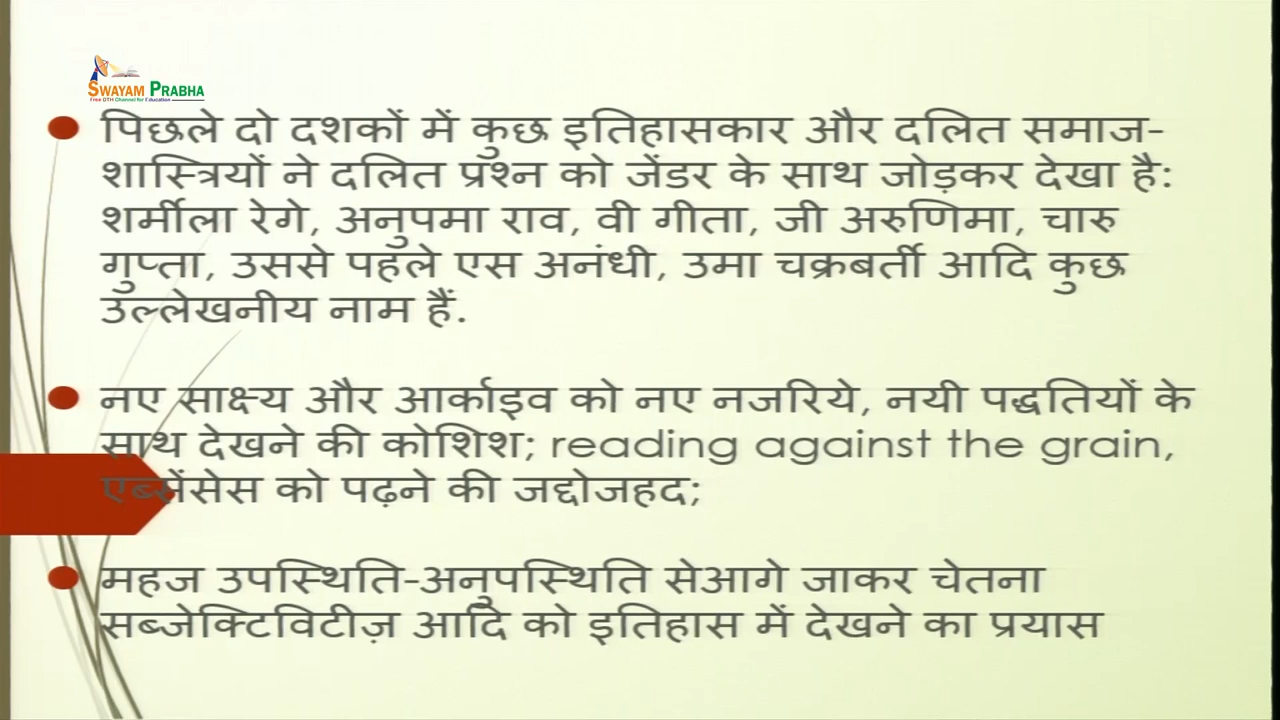 SWAYAM PRABHA
Free DTH Channel for Education
पिछले दो दशकों में कुछ इतिहासकार और दलित समाज-
शास्त्रियों ने दलित प्रश्न को जेंडर के साथ जोड़कर देखा है:
शर्मीला रेगे, अनुपमा राव, वी गीता, जी अरुणिमा, चारु
गुप्ता, उससे पहले एस अनंधी, उमा चक्रबर्ती आदि कुछ
उल्लेखनीय नाम हैं.
नए साक्ष्य और आर्काइव को नए नजरिये, नयी पद्धतियों के
साथ देखने की कोशिश; reading against the grain,
एब्सेंसेस को पढ़ने की जद्दोजहद;
महज उपस्थिति-अनुपस्थिति सेआगे जाकर चेतना
सब्जेक्टिविटीज़ आदि को इतिहास में देखने का प्रयास